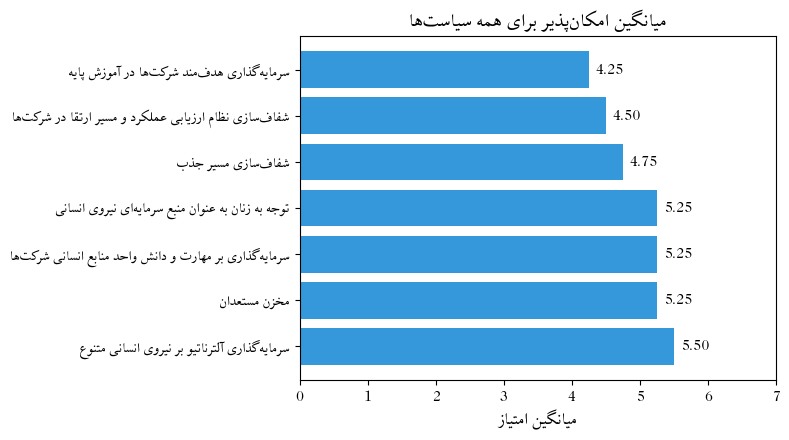 میانگین امکان‌پذیر برای همه سیاست‌ها
سرمایه‌گذاری هدف‌مند شرکت‌ها در آموزش پایه
4.25
شفاف‌سازی نظام ارزیابی عملکرد و مسیر ارتقا در شرکت‌ها
4.50
شفاف‌سازی مسیر جذب
4.75
توجه به زنان به عنوان منبع سرمایه‌ای نیروی انسانی
5.25
سرمایه‌گذاری بر مهارت و دانش واحد منابع انسانی شرکت‌ها
5.25
مخزن مستعدان
5.25
سرمایه‌گذاری آلترناتیو بر نیروی انسانی متنوع
5.50
0 1 2 3 4 5 6 7
میانگین امتیاز